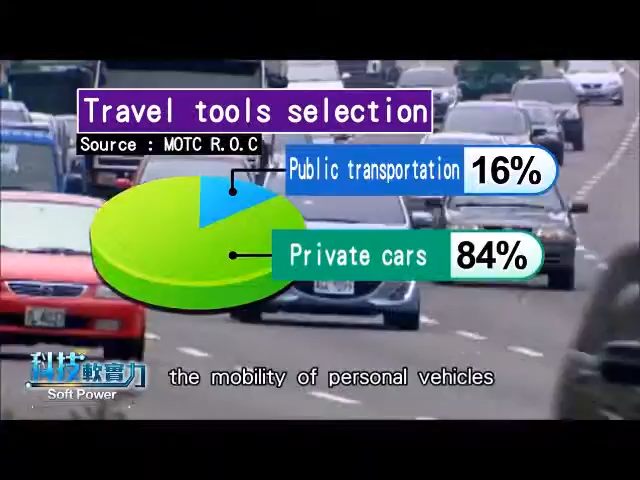 Travel tools selection
Source : MOTC R.O.C
Public transportation 16%
Private cars 84%
科技軟實力
Soft Power
the mobility of personal vehicles